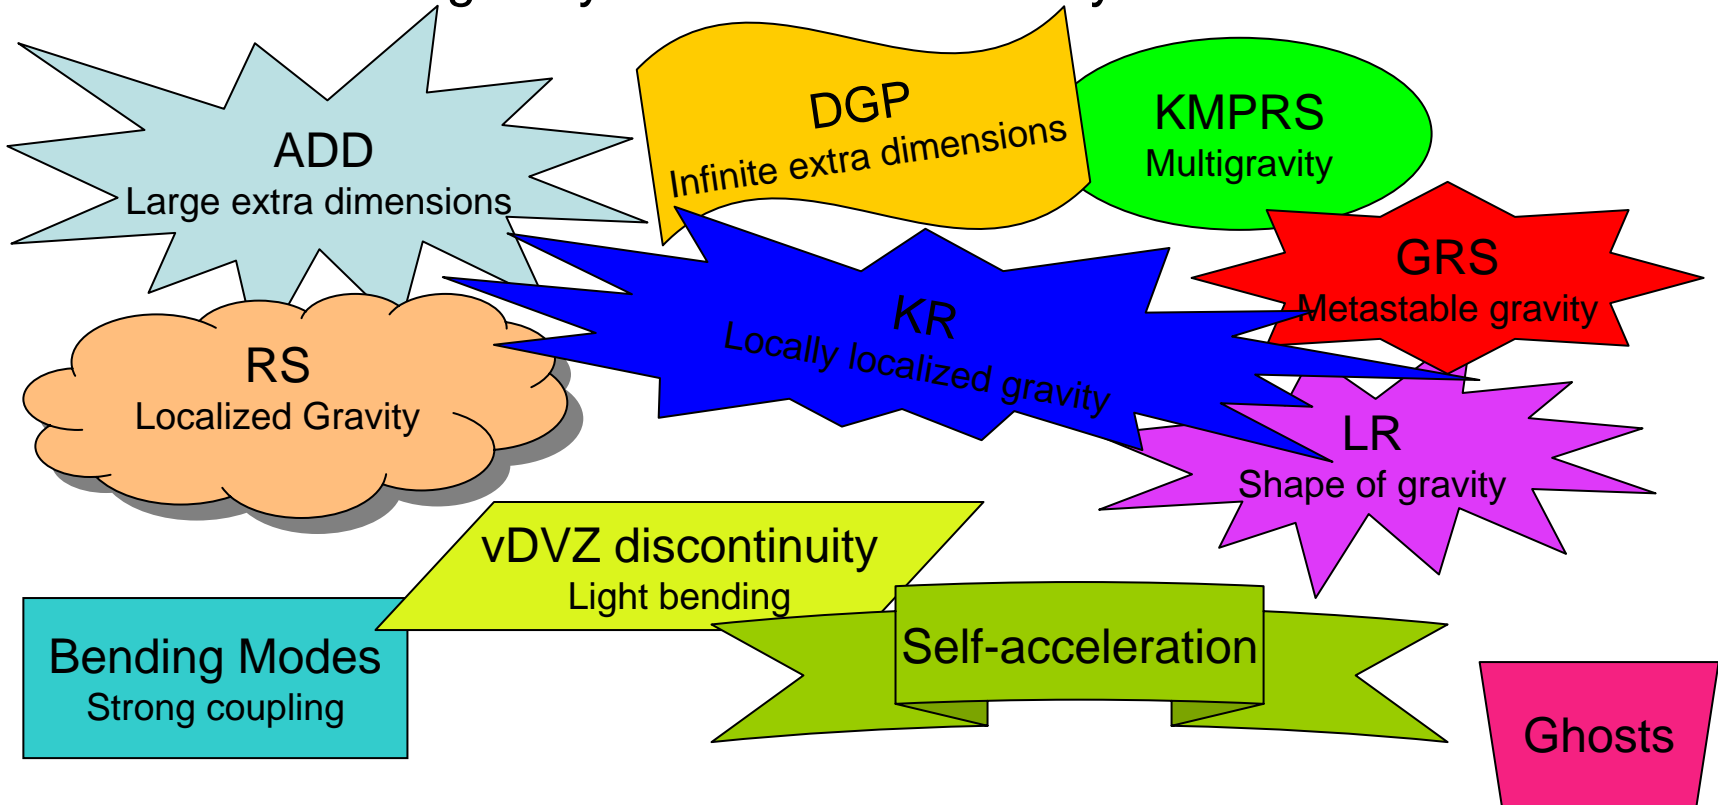 ADD
Large extra dimensions
DGP
Infinite extra dimensions
KMPRS
Multigravity
GRS
Metastable gravity
KR
Locally localized gravity
RS
Localized Gravity
LR
Shape of gravity
vDVZ discontinuity
Light bending
Bending Modes
Strong coupling
Self-acceleration
Ghosts